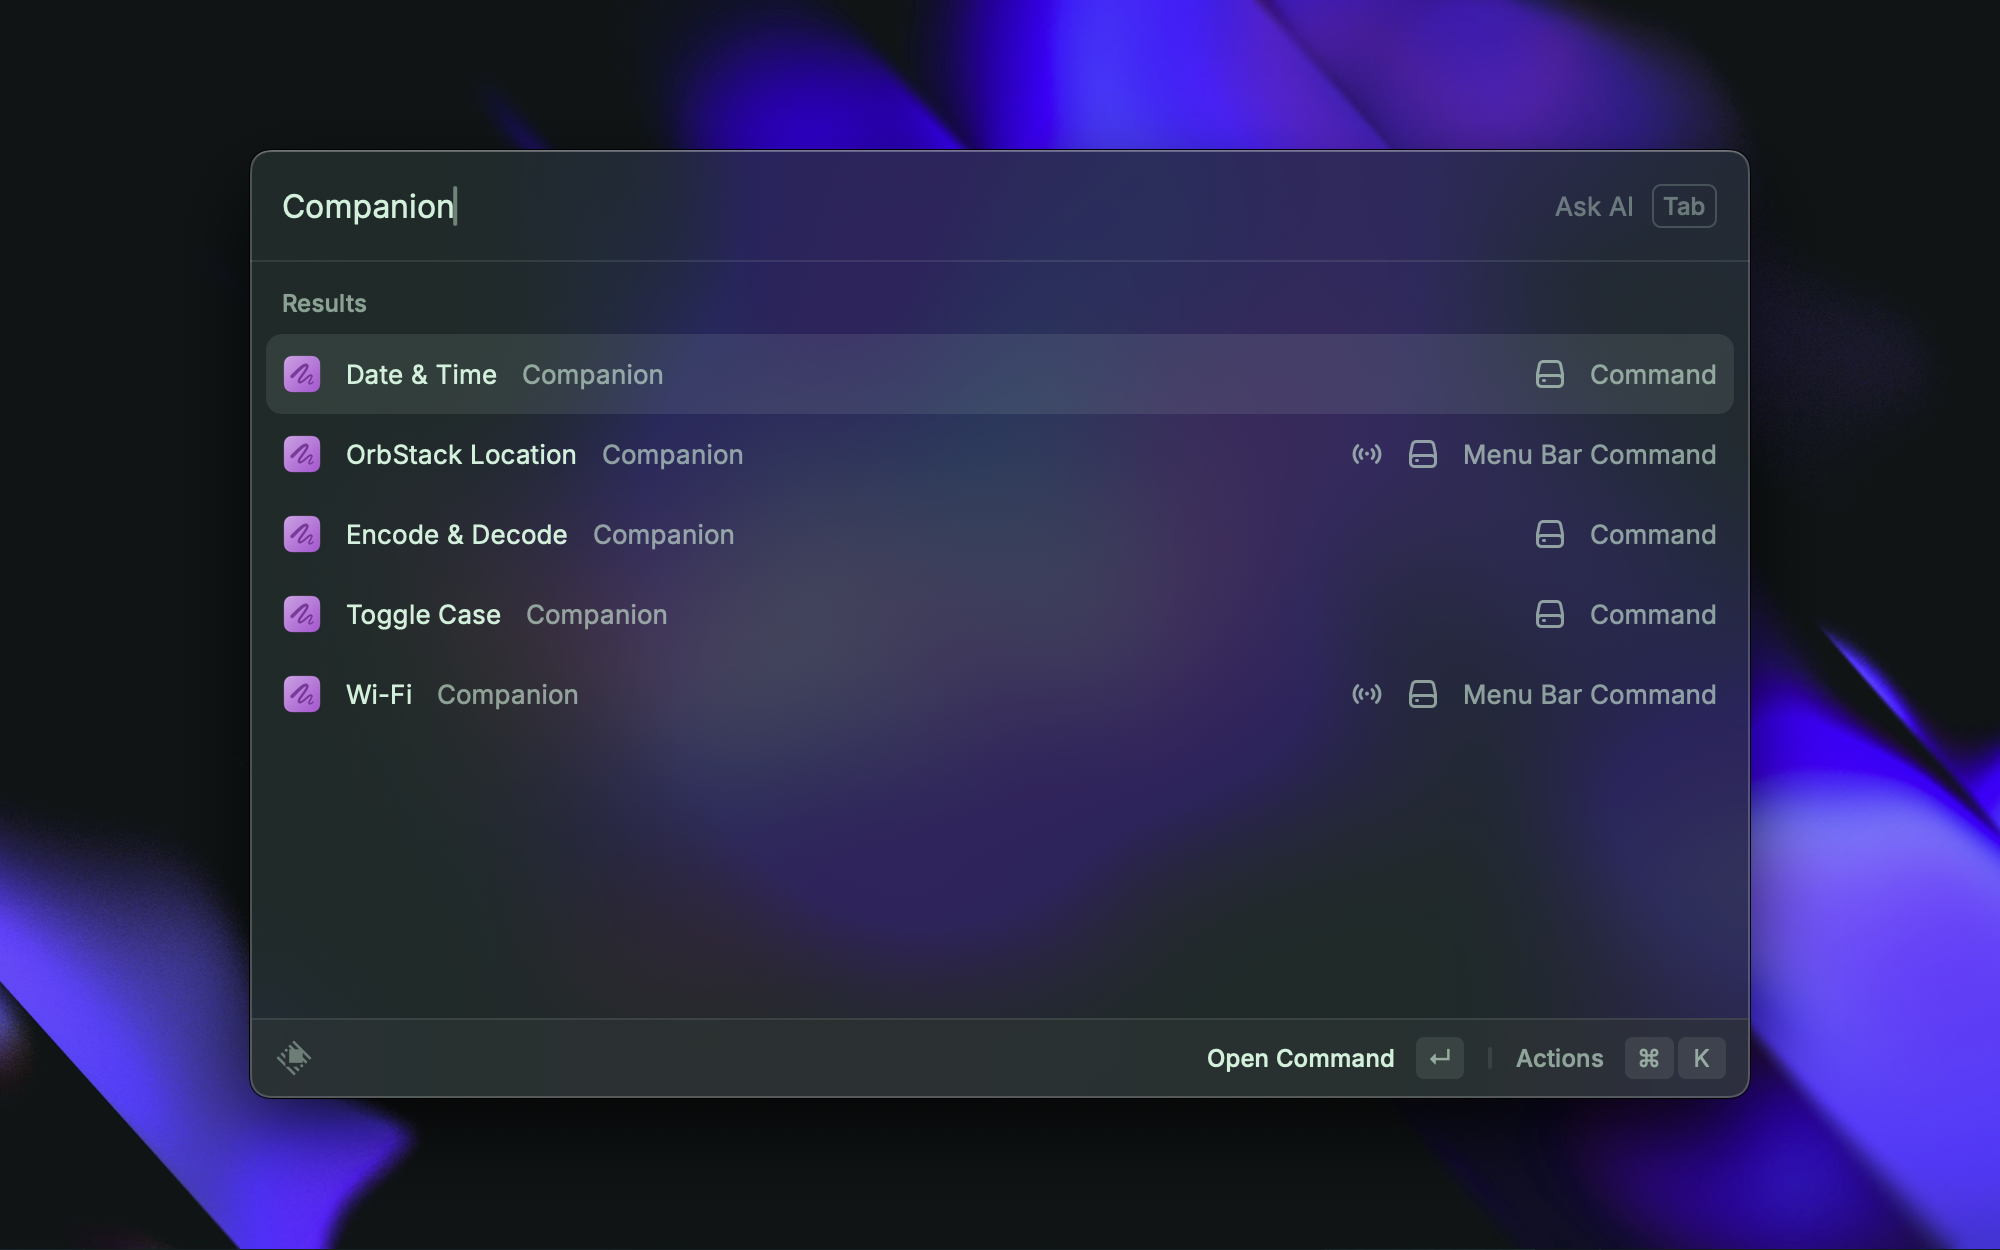 Companion Ask AI Tab
Results
Date & Time Companion Command
OrbStack Location Companion Menu Bar Command
Encode & Decode Companion Command
Toggle Case Companion Command
Wi-Fi Companion Menu Bar Command
Open Command ↵ Actions ⌘ K